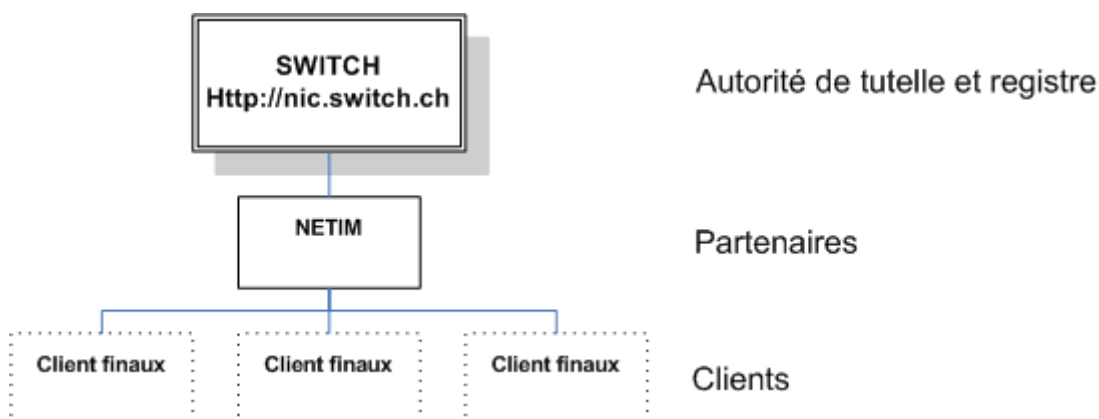 SWITCH
Http://nic.switch.ch
Autorité de tutelle et registre
NETIM
Partenaires
Client finaux
Client finaux
Client finaux
Clients